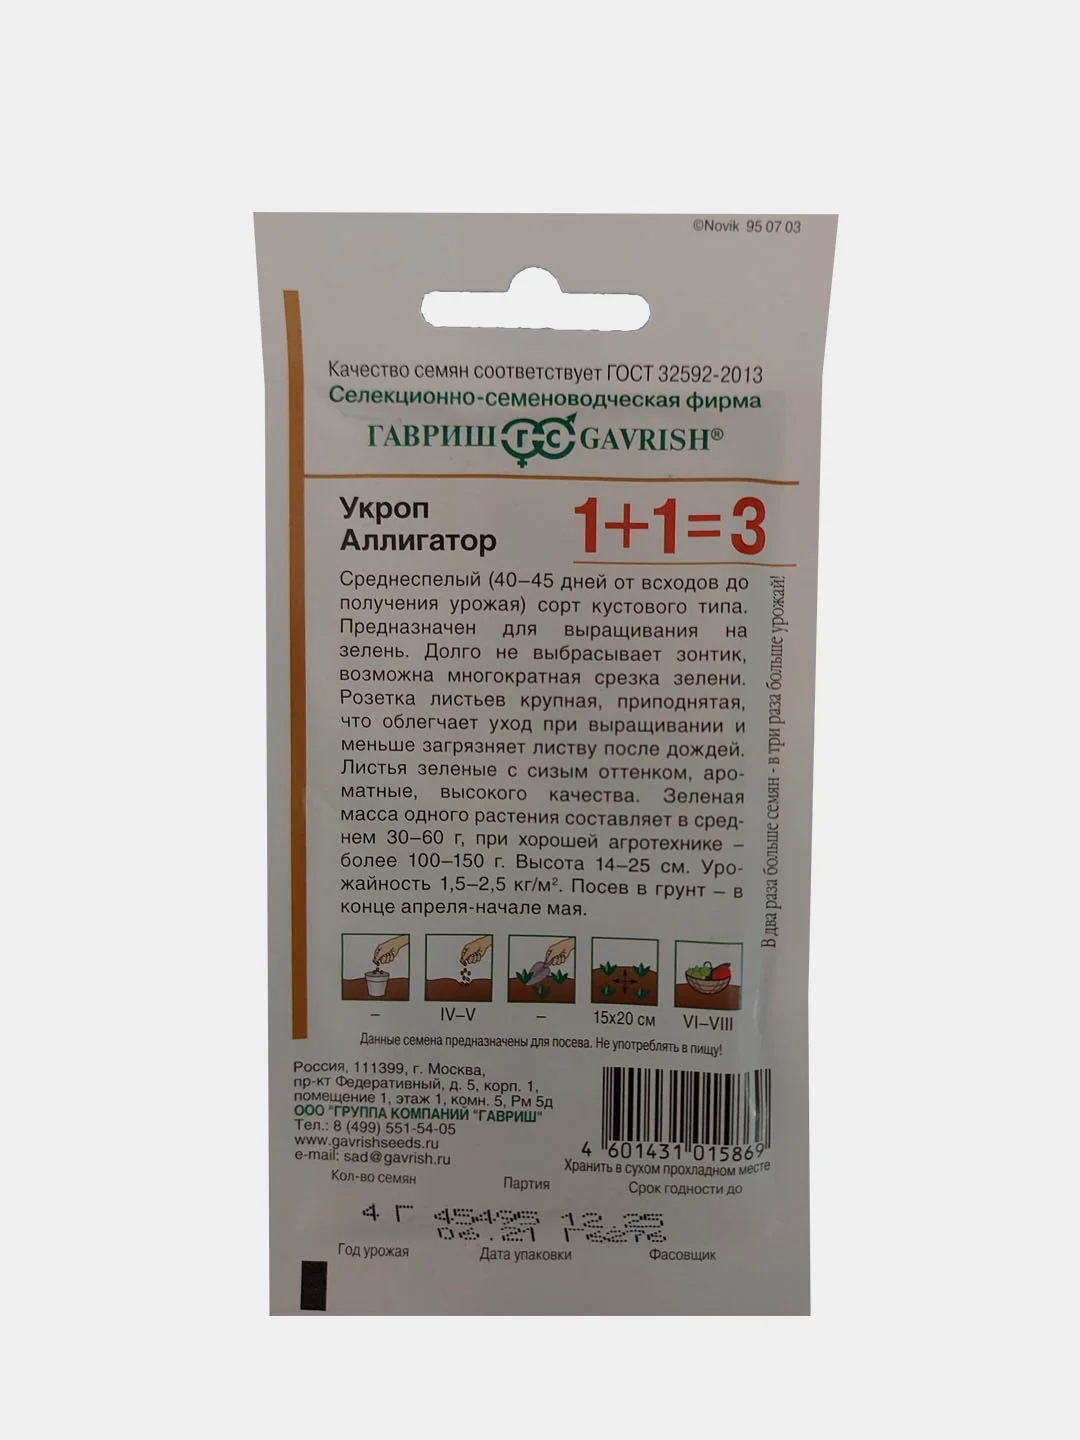 ©Novik 95 07 03
Качество семян соответствует ГОСТ 32592-2013
Селекционно-семеноводческая фирма
ГАВРИШ ГС GAVRISH®
Укроп
Аллигатор
1+1=3
Среднеспелый (40–45 дней от всходов до
получения урожая) сорт кустового типа.
Предназначен для выращивания на
зелень. Долго не выбрасывает зонтик,
возможна многократная срезка зелени.
Розетка листьев крупная, приподнятая,
что облегчает уход при выращивании и
меньше загрязняет листву после дождей.
Листья зеленые с сизым оттенком, аро-
матные, высокого качества. Зеленая
масса одного растения составляет в сред-
нем 30–60 г, при хорошей агротехнике –
более 100–150 г. Высота 14–25 см. Уро-
жайность 1,5–2,5 кг/м². Посев в грунт – в
конце апреля-начале мая.
В два раза больше семян - в три раза больше урожай!
– IV–V – 15х20 см VI–VIII
Данные семена предназначены для посева. Не употреблять в пищу!
Россия, 111399, г. Москва,
пр-кт Федеративный, д. 5, корп. 1,
помещение 1, этаж 1, комн. 5, Рм 5д
ООО "ГРУППА КОМПАНИЙ "ГАВРИШ"
Тел.: 8 (499) 551-54-05
www.gavrishseeds.ru
e-mail: sad@gavrish.ru
4 601431 015869
Хранить в сухом прохладном месте
Кол-во семян Партия Срок годности до
4 Г 45495 12.25
06.21
Год урожая Дата упаковки Фасовщик